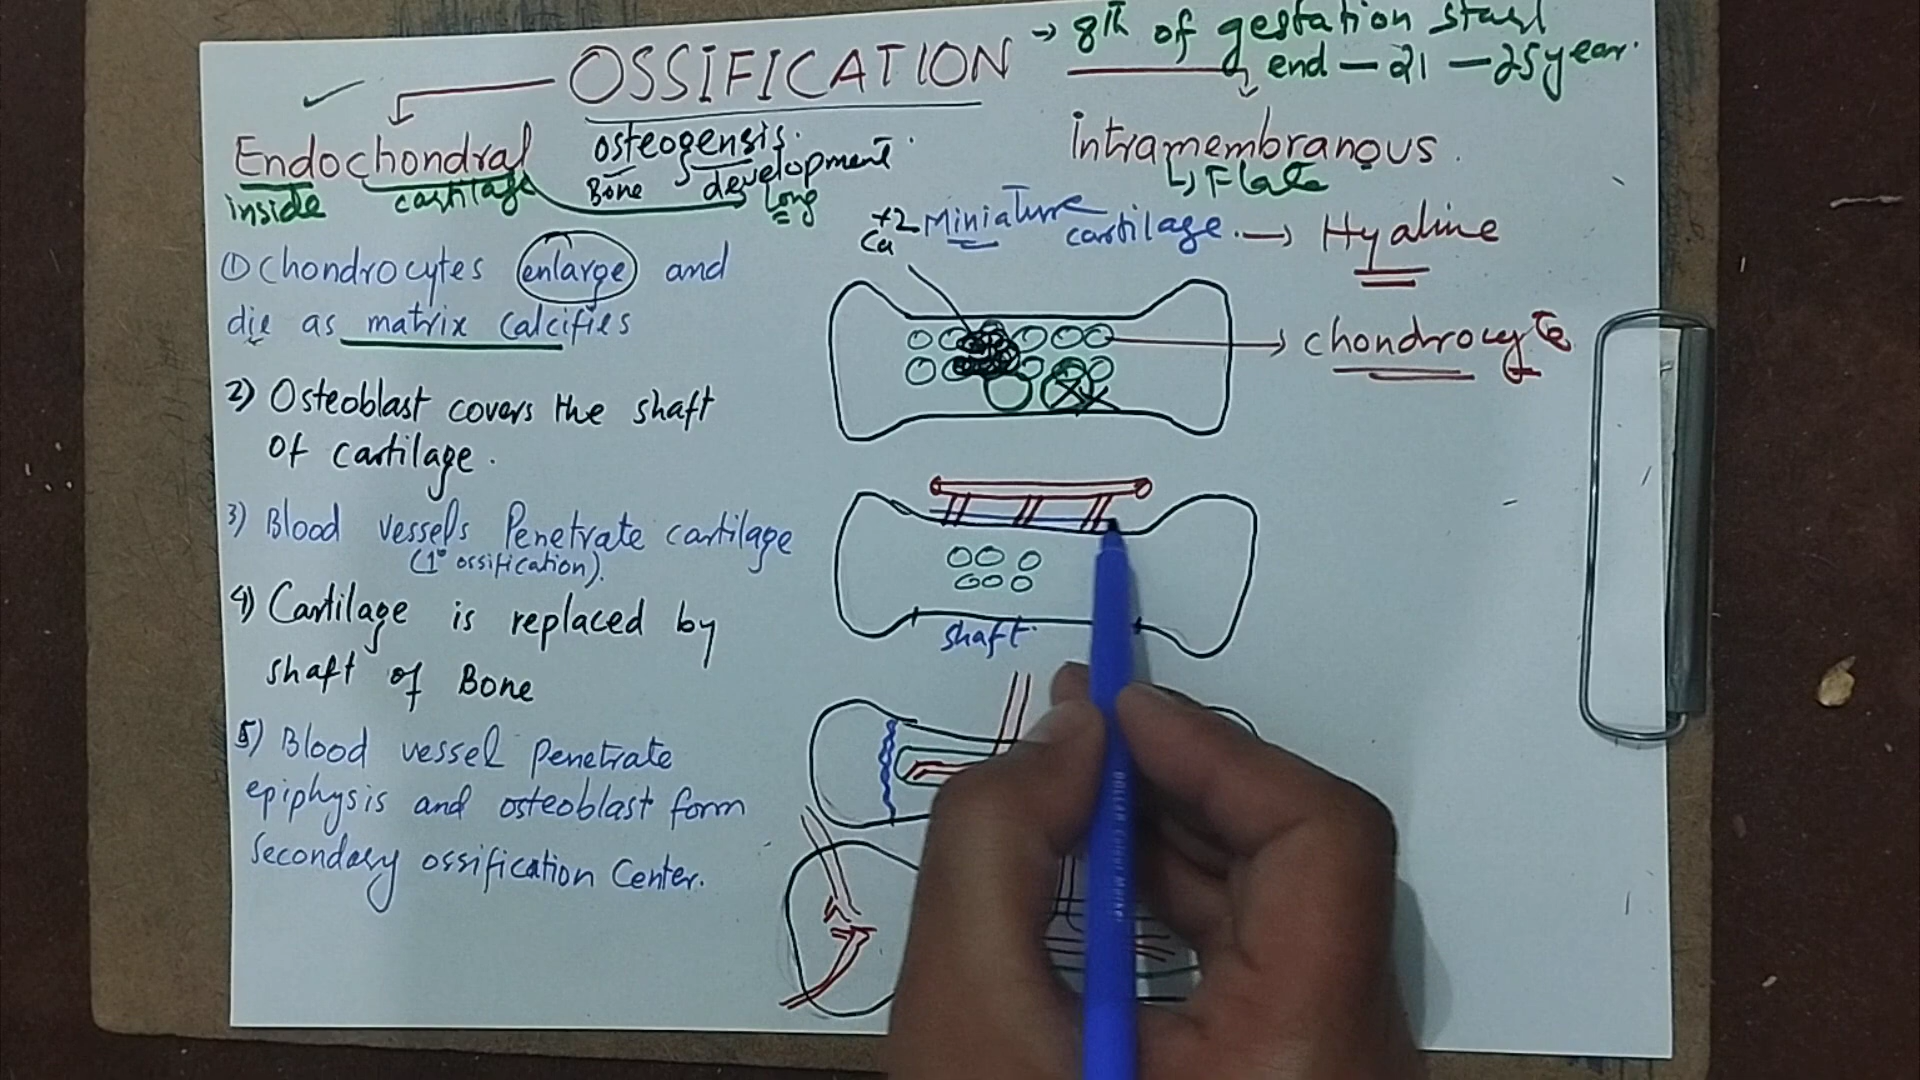 OSSIFICATION → 8th of gestation start
end — 21 — 25 year.
Endochondral
inside cartilage
osteogensis.
Bone development
long
Intramembranous.
↳ Flate
① Chondrocytes enlarge and
die as matrix calcifies
2) Osteoblast covers the shaft
of cartilage.
3) Blood vessels Penetrate cartilage
(1° ossification).
4) Cartilage is replaced by
shaft of Bone
5) Blood vessel penetrate
epiphysis and osteoblast form
Secondary ossification Center.
+2
Ca
Miniature
cartilage. → Hyaline
chondrocyte
shaft.